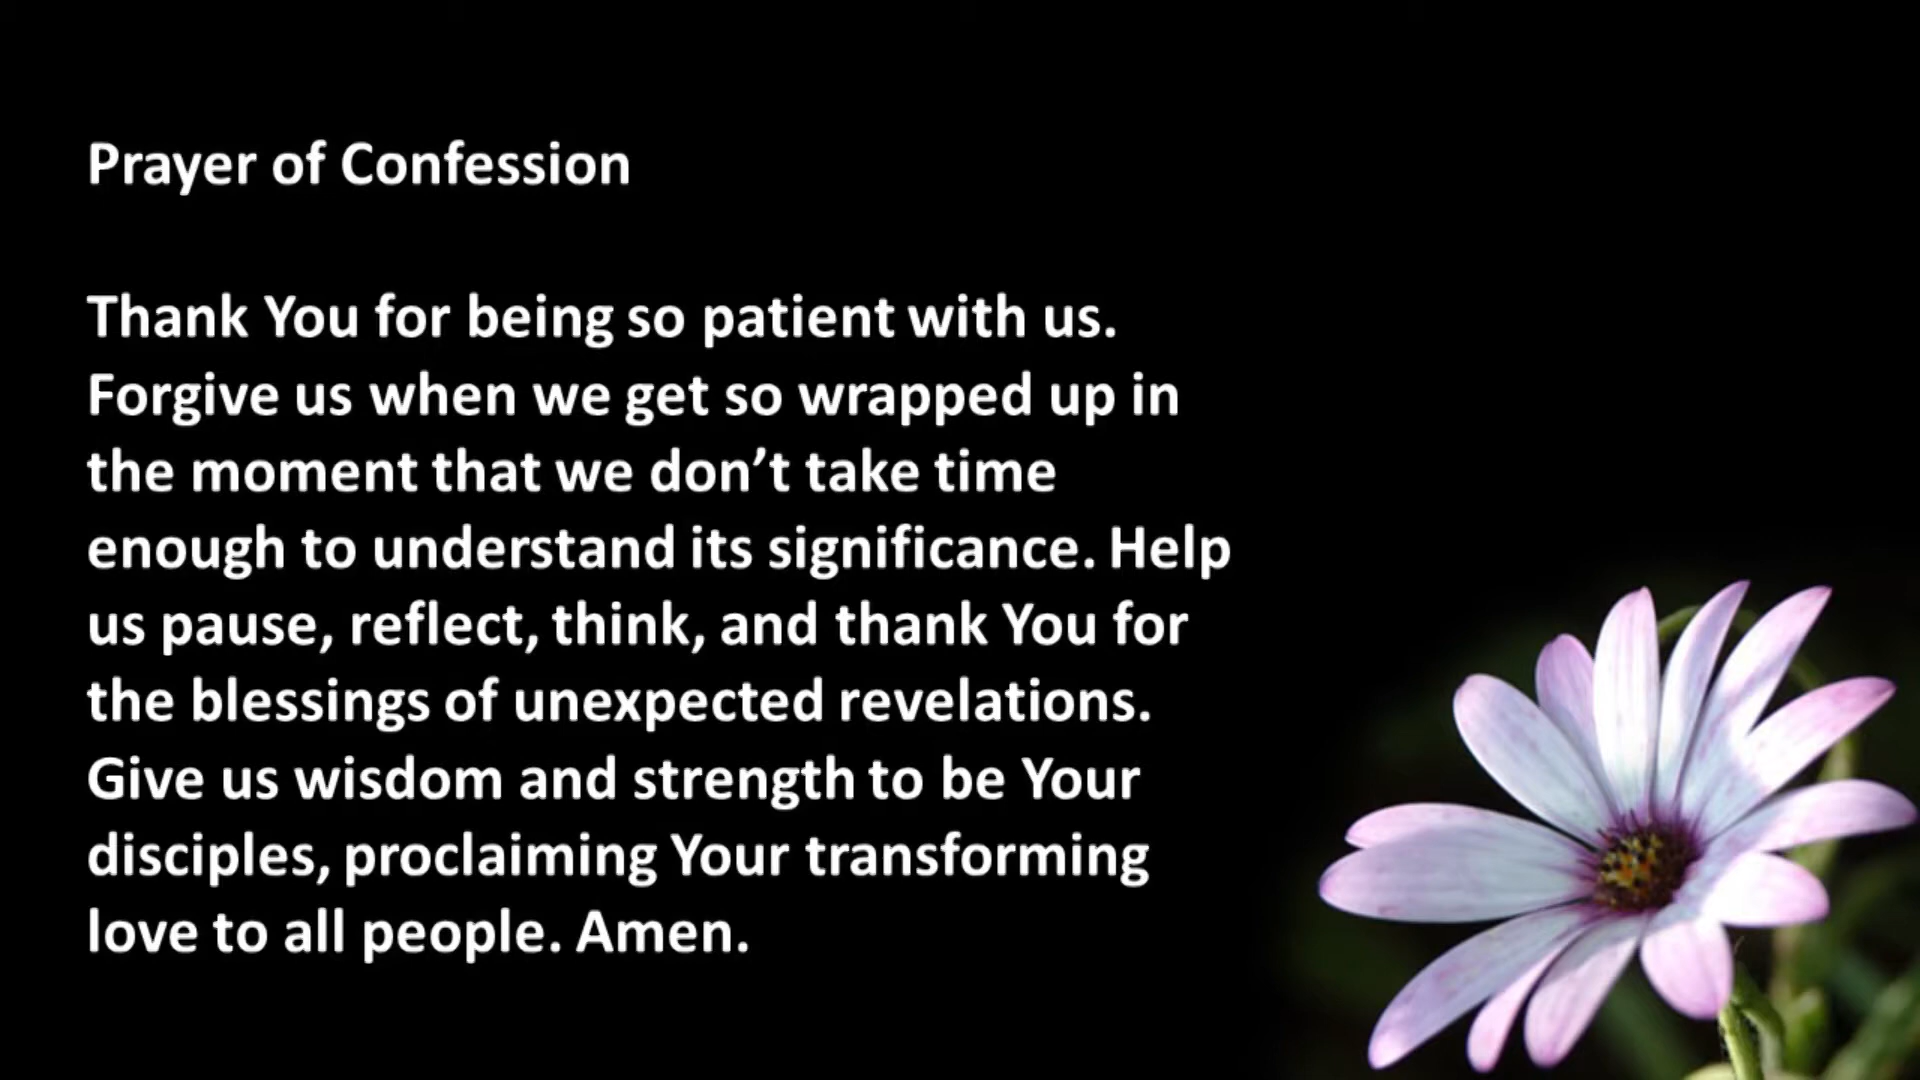 Prayer of Confession
Thank You for being so patient with us.
Forgive us when we get so wrapped up in
the moment that we don’t take time
enough to understand its significance. Help
us pause, reflect, think, and thank You for
the blessings of unexpected revelations.
Give us wisdom and strength to be Your
disciples, proclaiming Your transforming
love to all people. Amen.